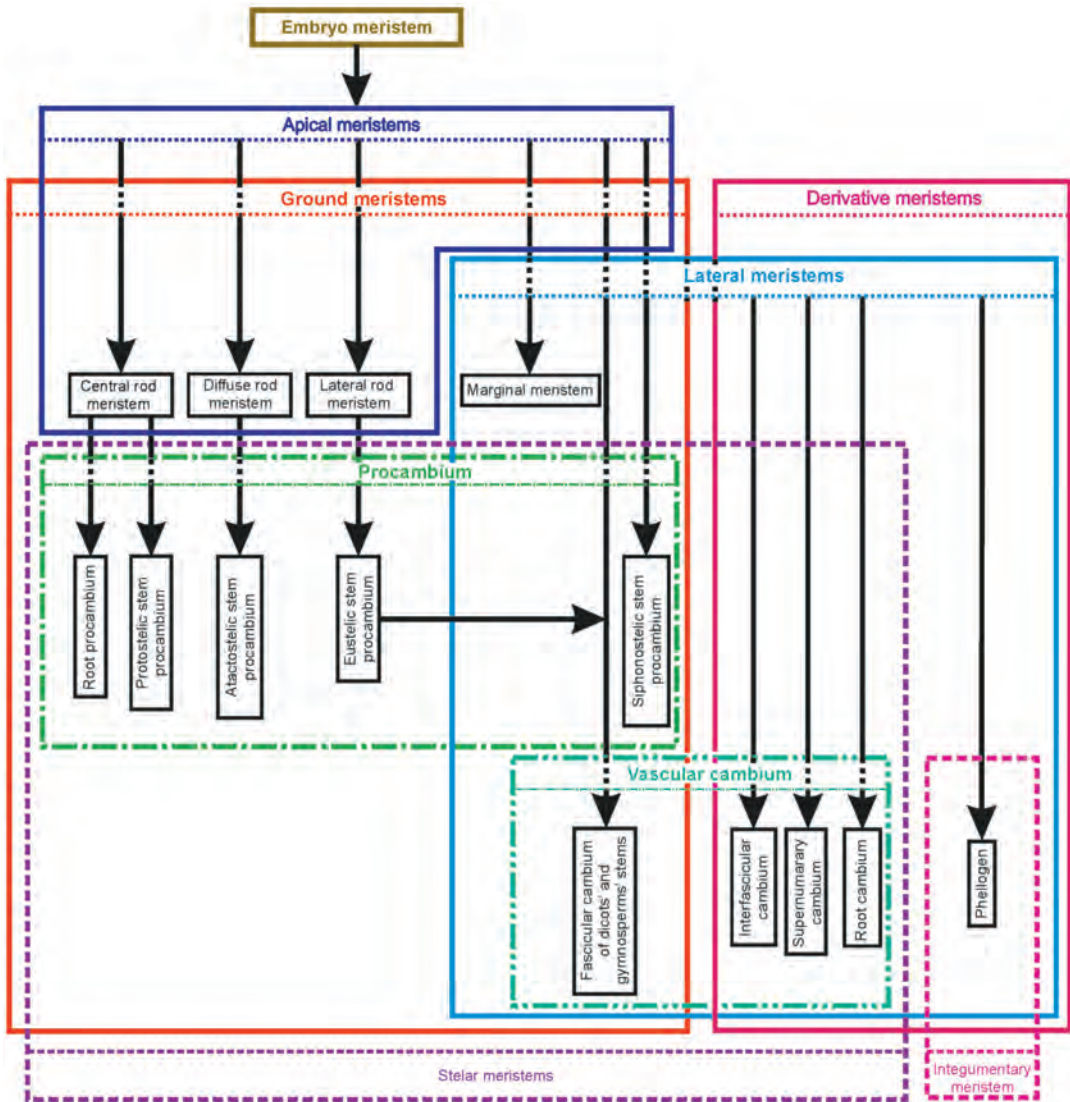 Embryo meristem
Apical meristems
Ground meristems
Derivative meristems
Lateral meristems
Central rod
meristem
Diffuse rod
meristem
Lateral rod
meristem
Marginal meristem
Procambium
Root procambium
Protostelic stem
procambium
Atactostelic stem
procambium
Eustelic stem
procambium
Siphonostelic stem
procambium
Vascular cambium
Fascicular cambium
of dicots' and
gymnosperms' stems
Interfascicular
cambium
Supernumarary
cambium
Root cambium
Phellogen
Stelar meristems
Integumentary
meristem